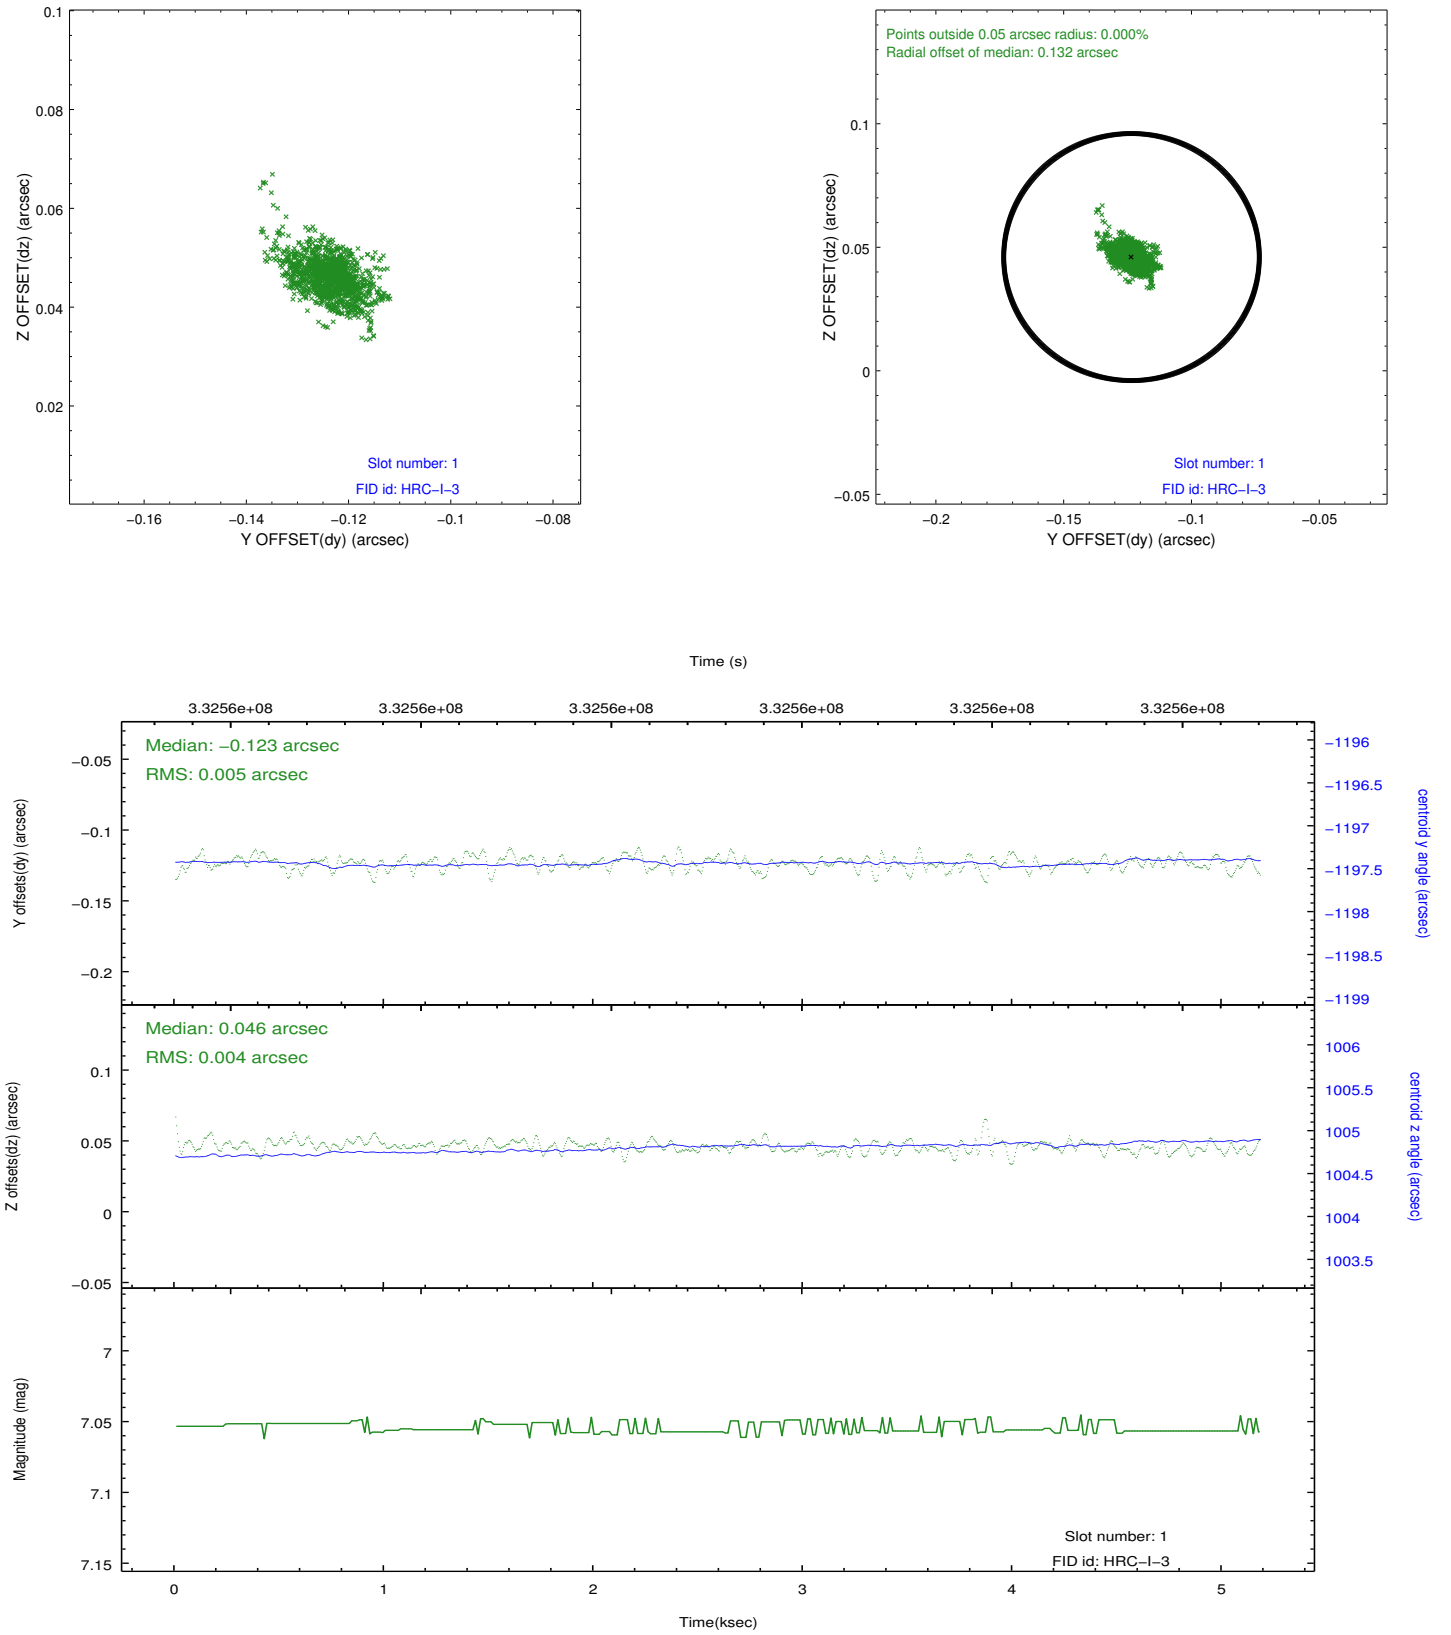 0.1
0.08
0.06
0.04
0.02
Z OFFSET(dz) (arcsec)
Slot number: 1
FID id: HRC−I−3
−0.16 −0.14 −0.12 −0.1 −0.08
Y OFFSET(dy) (arcsec)
Points outside 0.05 arcsec radius: 0.000%
Radial offset of median: 0.132 arcsec
0.1
0.05
0
−0.05
Z OFFSET(dz) (arcsec)
Slot number: 1
FID id: HRC−I−3
−0.2 −0.15 −0.1 −0.05
Y OFFSET(dy) (arcsec)
Time (s)
3.3256e+08 3.3256e+08 3.3256e+08 3.3256e+08 3.3256e+08 3.3256e+08
Median: −0.123 arcsec
RMS: 0.005 arcsec
−0.05
−0.1
−0.15
−0.2
Y offsets(dy) (arcsec)
−1196
−1196.5
−1197
−1197.5
−1198
−1198.5
−1199
centroid y angle (arcsec)
Median: 0.046 arcsec
RMS: 0.004 arcsec
0.1
0.05
0
−0.05
Z offsets(dz) (arcsec)
1006
1005.5
1005
1004.5
1004
1003.5
centroid z angle (arcsec)
7
7.05
7.1
7.15
Magnitude (mag)
Slot number: 1
FID id: HRC−I−3
0 1 2 3 4 5
Time(ksec)